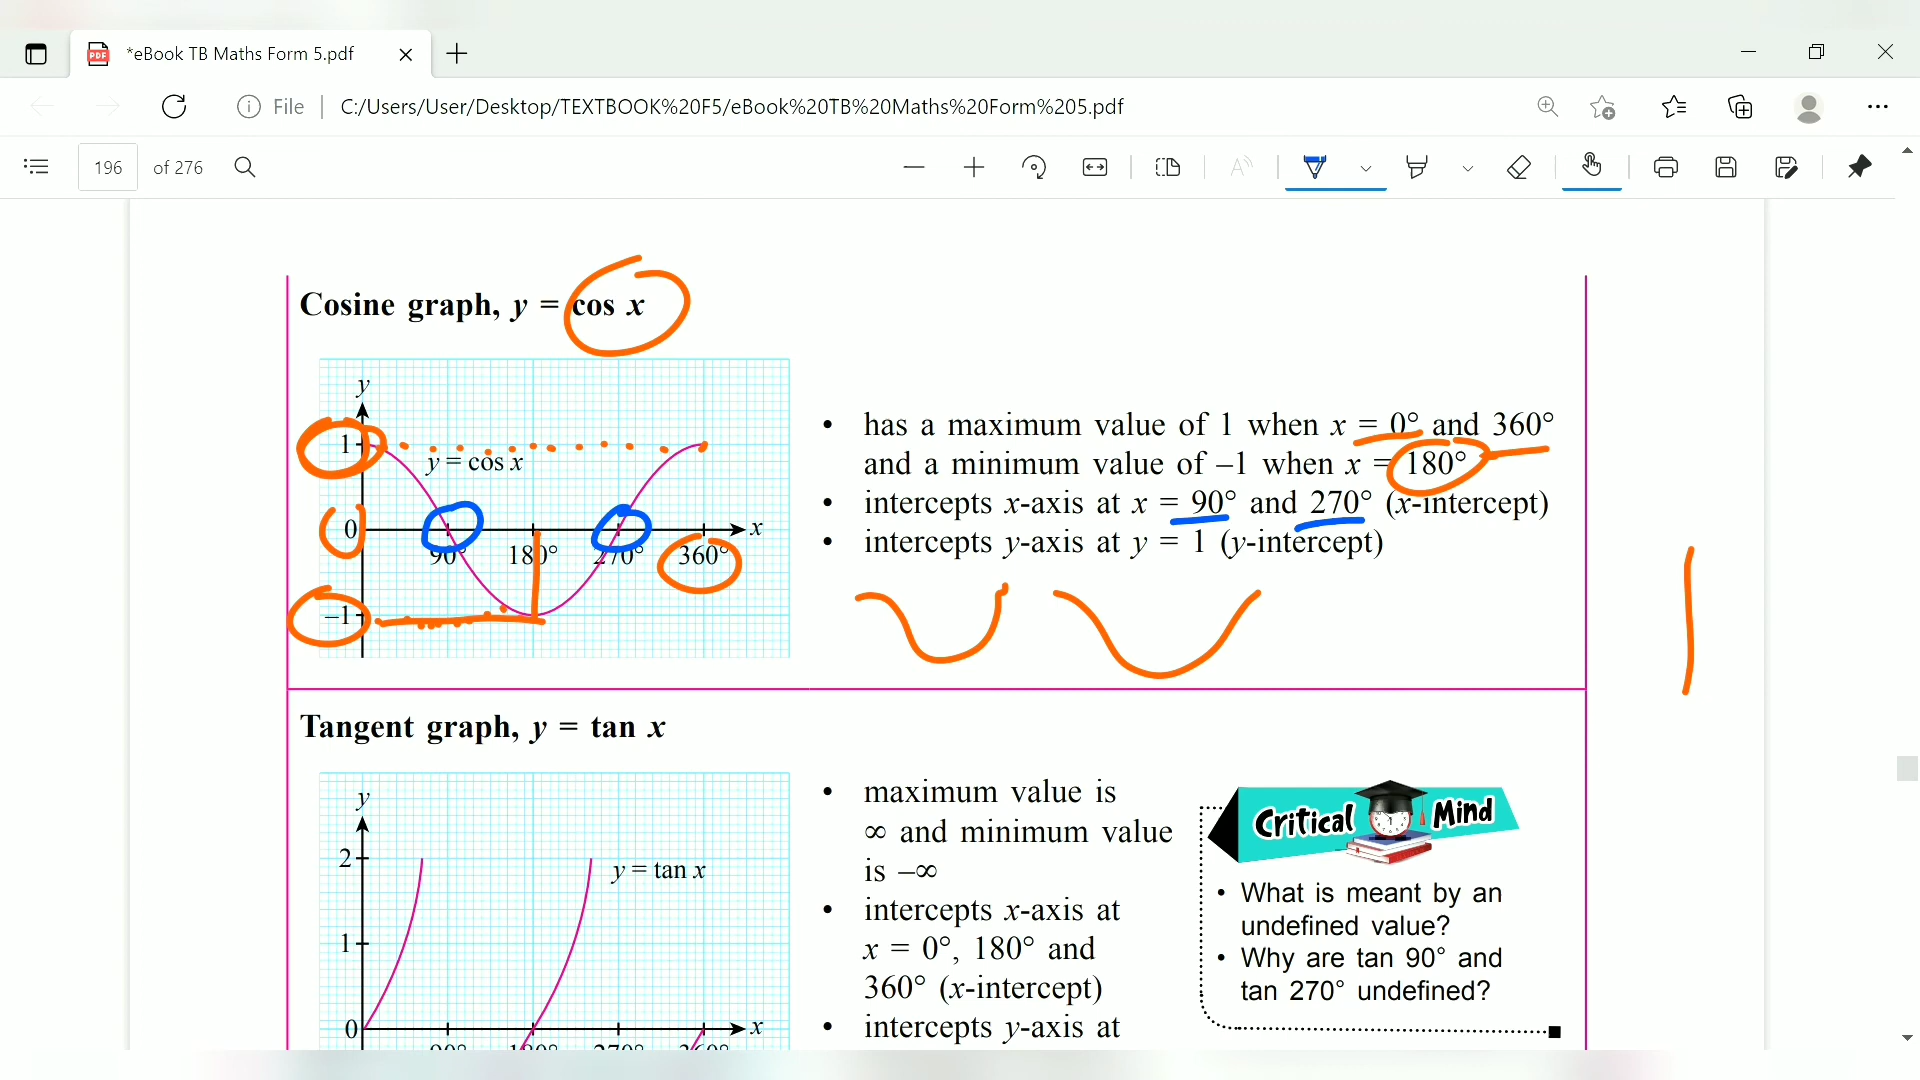 *eBook TB Maths Form 5.pdf
File
C:/Users/User/Desktop/TEXTBOOK%20F5/eBook%20TB%20Maths%20Form%205.pdf
196 of 276
Cosine graph, y = cos x
y
1
y = cos x
0
x
90° 180° 270° 360°
–1
• has a maximum value of 1 when x = 0° and 360°
and a minimum value of –1 when x = 180°
• intercepts x-axis at x = 90° and 270° (x-intercept)
• intercepts y-axis at y = 1 (y-intercept)
Tangent graph, y = tan x
y
2
y = tan x
1
0
x
90° 180° 270° 360°
• maximum value is
∞ and minimum value
is –∞
• intercepts x-axis at
x = 0°, 180° and
360° (x-intercept)
• intercepts y-axis at
Critical Mind
• What is meant by an
undefined value?
• Why are tan 90° and
tan 270° undefined?